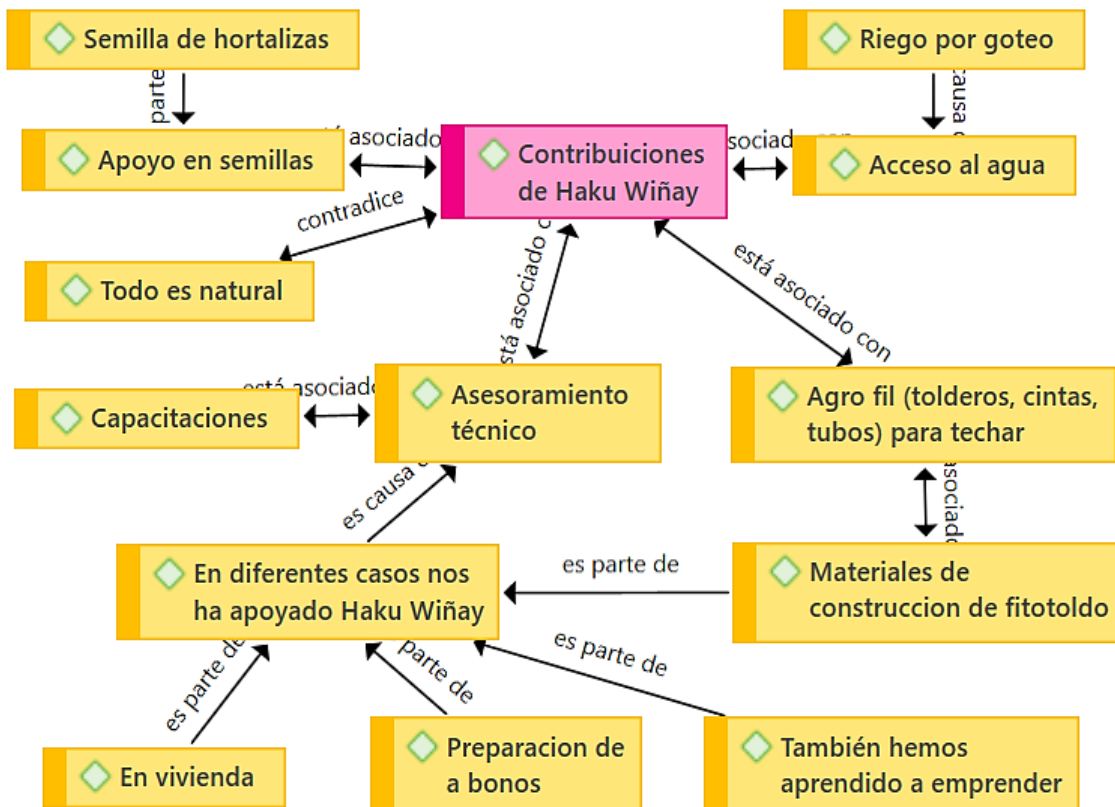 Semilla de hortalizas
Riego por goteo
parte
causa
está asociado
Contribuiciones
de Haku Wiñay
Apoyo en semillas
Acceso al agua
contradice
Todo es natural
está asociado
está asociado con
está asociado
Capacitaciones
Asesoramiento
técnico
Agro fil (tolderos, cintas,
tubos) para techar
es causa
asociado
En diferentes casos nos
ha apoyado Haku Wiñay
es parte de
Materiales de
construccion de fitotoldo
es parte de
parte de
es parte de
En vivienda
Preparacion de
a bonos
También hemos
aprendido a emprender